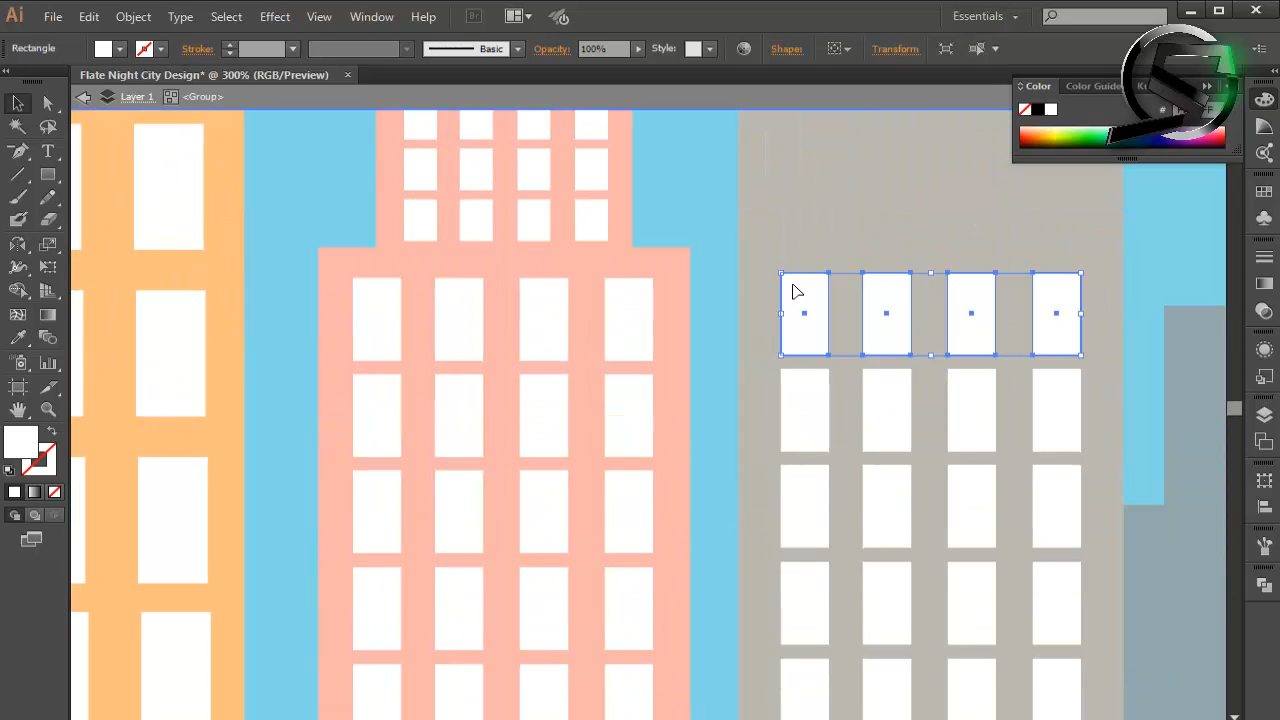 Ai File Edit Object Type Select Effect View Window Help Br Essentials
Rectangle Stroke: Basic Opacity: 100% Style: Shape: Transform
Flate Night City Design* @ 300% (RGB/Preview) ×
Layer 1 <Group>
Color Color Guide
#